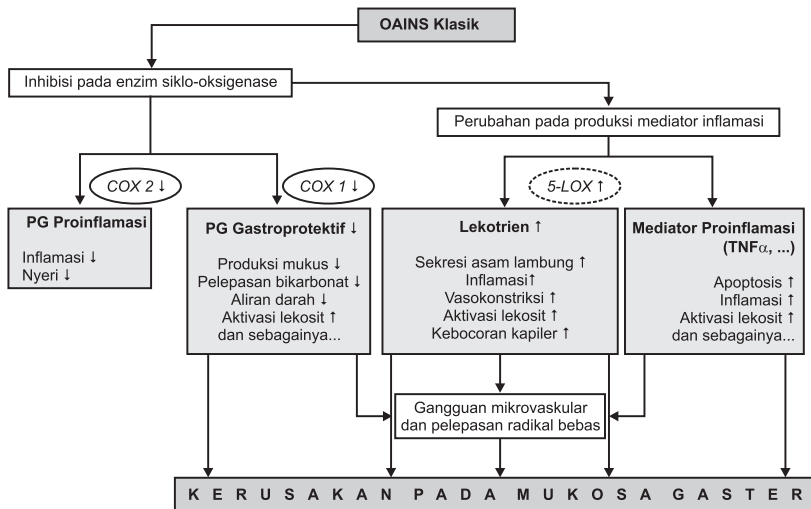 OAINS Klasik
Inhibisi pada enzim siklo-oksigenase
Perubahan pada produksi mediator inflamasi
COX 2 ↓
COX 1 ↓
5-LOX ↑
PG Proinflamasi
Inflamasi ↓
Nyeri ↓
PG Gastroprotektif ↓
Produksi mukus ↓
Pelepasan bikarbonat ↓
Aliran darah ↓
Aktivasi lekosit ↑
dan sebagainya...
Lekotrien ↑
Sekresi asam lambung ↑
Inflamasi↑
Vasokonstriksi ↑
Aktivasi lekosit ↑
Kebocoran kapiler ↑
Mediator Proinflamasi
(TNFα, ...)
Apoptosis ↑
Inflamasi ↑
Aktivasi lekosit ↑
dan sebagainya...
Gangguan mikrovaskular
dan pelepasan radikal bebas
K E R U S A K A N P A D A M U K O S A G A S T E R